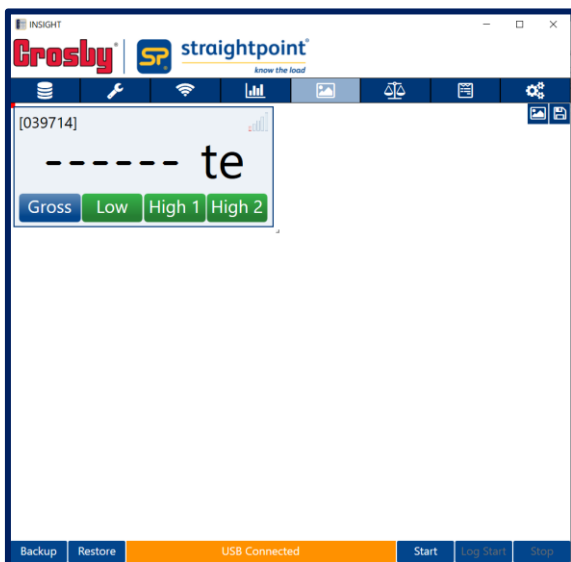 INSIGHT
Crosby® SP® straightpoint®
know the load
[039714]
------ te
Gross Low High 1 High 2
Backup Restore USB Connected Start Log Start Stop